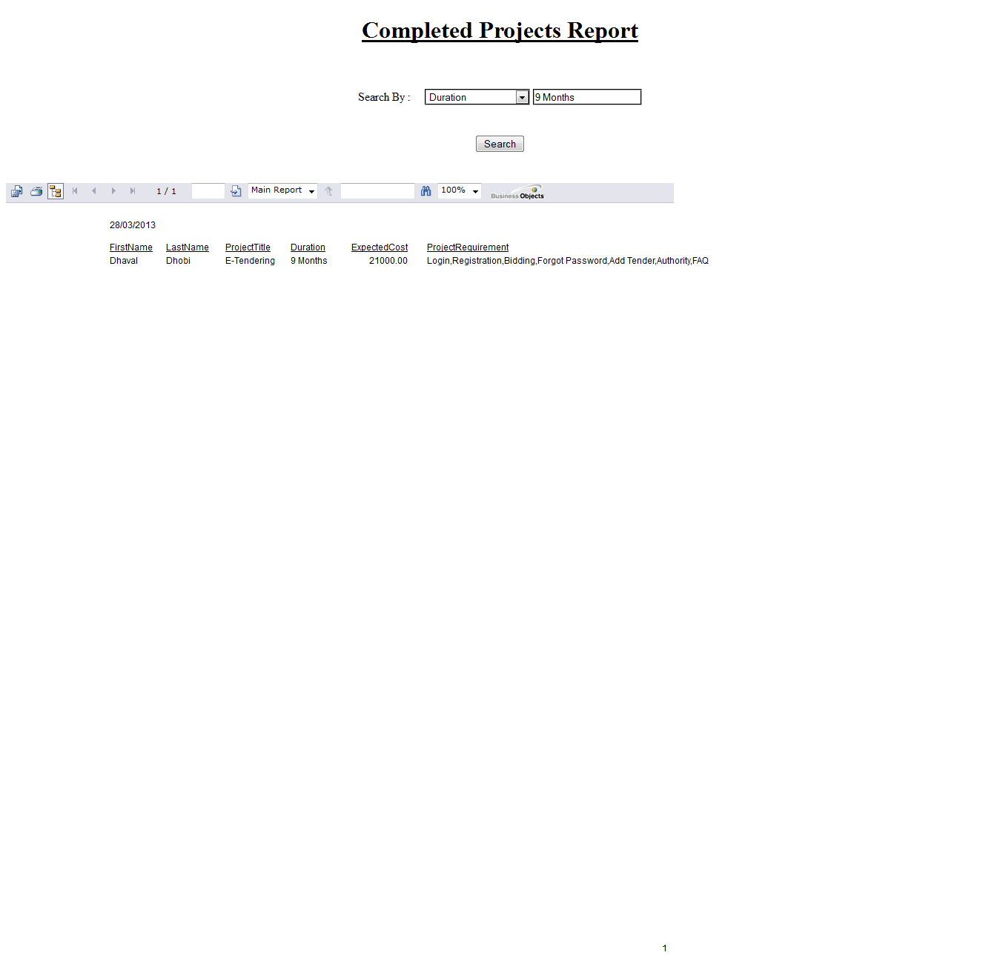 Completed Projects Report
Search By : Duration 9 Months
Search
1 / 1 Main Report 100% Business Objects
28/03/2013
FirstName LastName ProjectTitle Duration ExpectedCost ProjectRequirement
Dhaval Dhobi E-Tendering 9 Months 21000.00 Login,Registration,Bidding,Forgot Password,Add Tender,Authority,FAQ
1